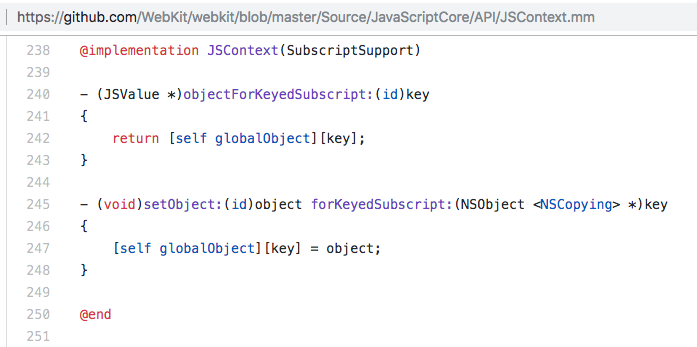 https://github.com/WebKit/webkit/blob/master/Source/JavaScriptCore/API/JSContext.mm
238 @implementation JSContext(SubscriptSupport)
239
240 - (JSValue *)objectForKeyedSubscript:(id)key
241 {
242     return [self globalObject][key];
243 }
244
245 - (void)setObject:(id)object forKeyedSubscript:(NSObject <NSCopying> *)key
246 {
247     [self globalObject][key] = object;
248 }
249
250 @end
251